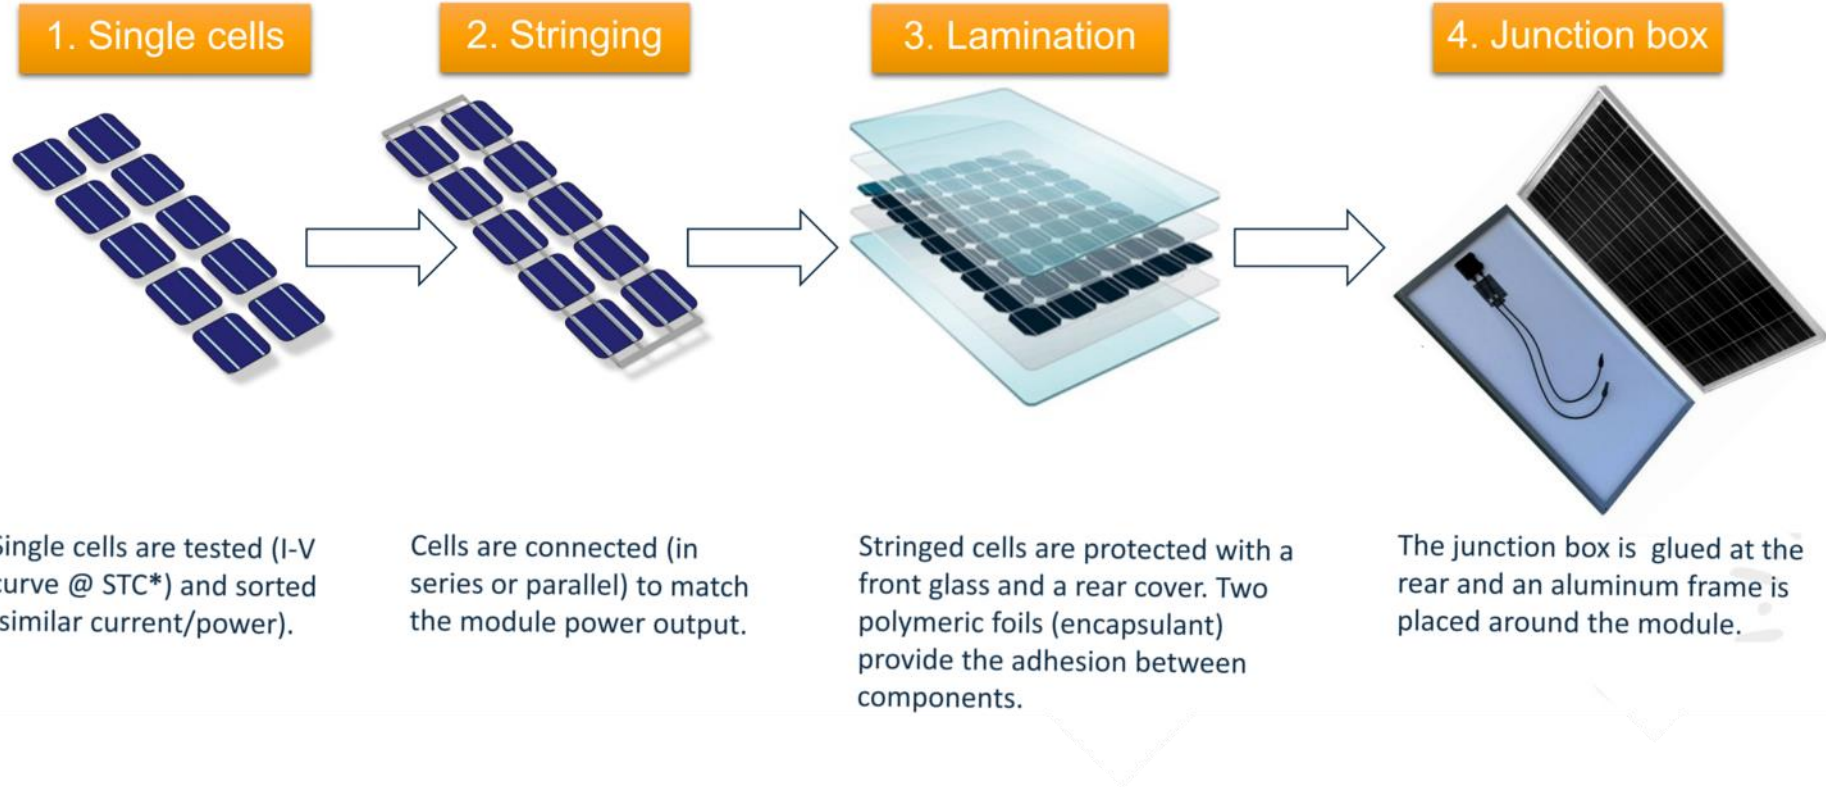 1. Single cells
2. Stringing
3. Lamination
4. Junction box
Single cells are tested (I-V
curve @ STC*) and sorted
similar current/power).
Cells are connected (in
series or parallel) to match
the module power output.
Stringed cells are protected with a
front glass and a rear cover. Two
polymeric foils (encapsulant)
provide the adhesion between
components.
The junction box is glued at the
rear and an aluminum frame is
placed around the module.